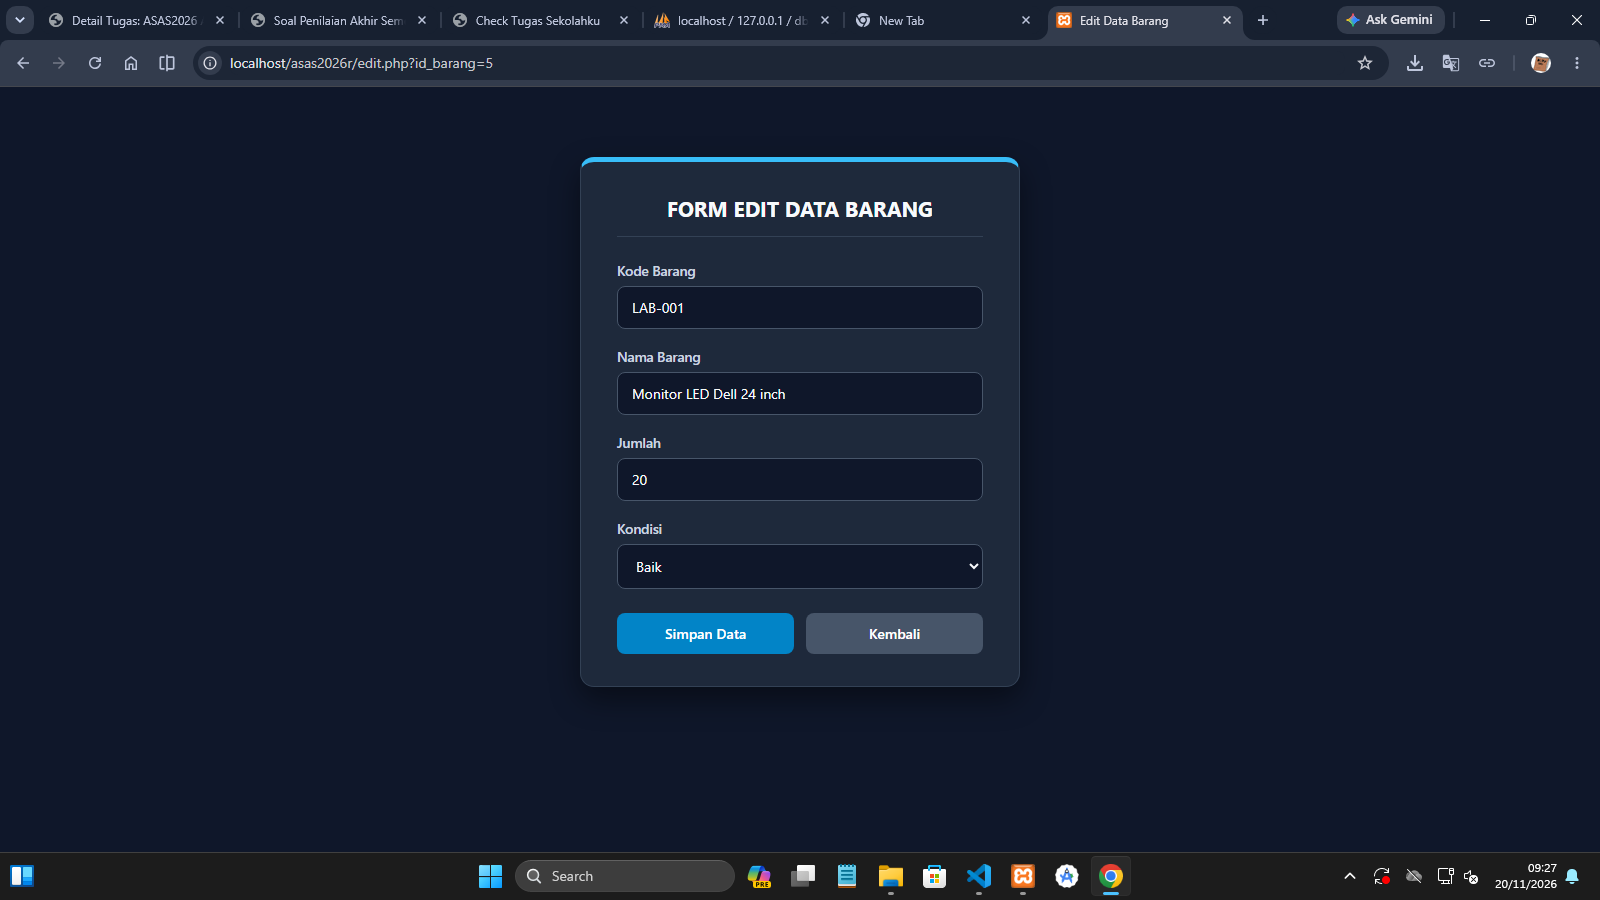 Detail Tugas: ASAS2026
Soal Penilaian Akhir Sem
Check Tugas Sekolahku
localhost / 127.0.0.1 / db
New Tab
Edit Data Barang
Ask Gemini
localhost/asas2026r/edit.php?id_barang=5
FORM EDIT DATA BARANG
Kode Barang
LAB-001
Nama Barang
Monitor LED Dell 24 inch
Jumlah
20
Kondisi
Baik
Simpan Data
Kembali
Search
PRE
09:27
20/11/2026